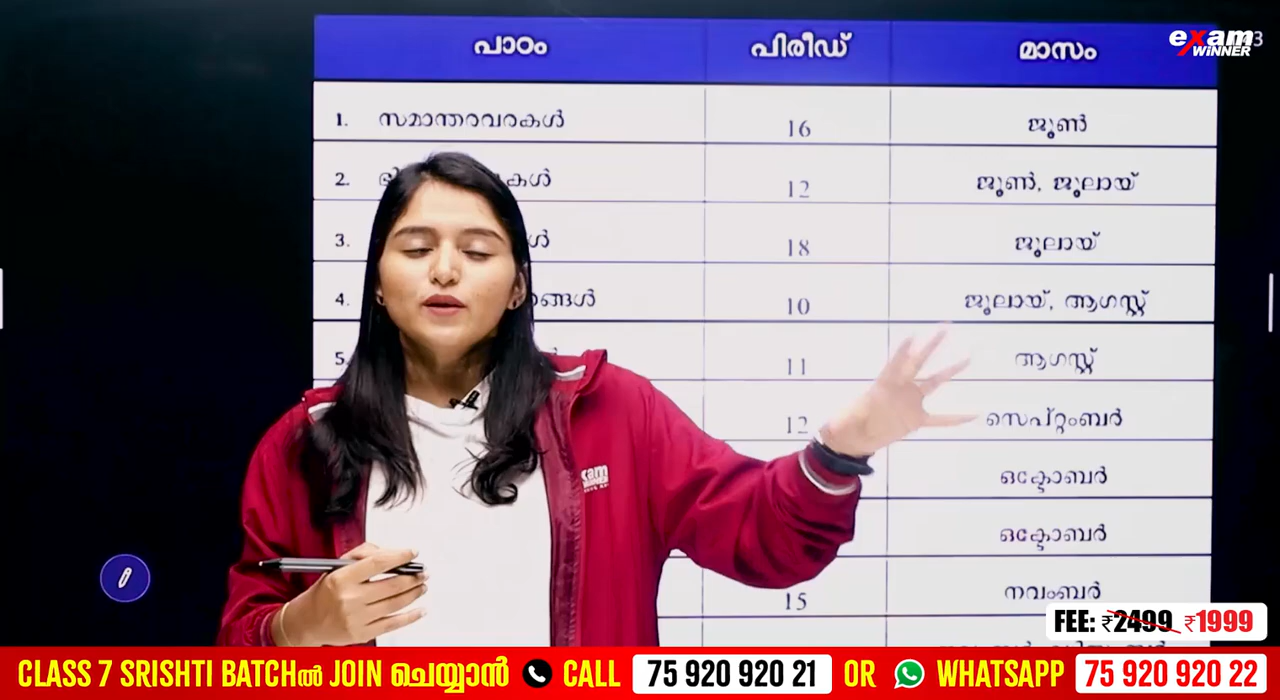 പാഠം പിരീഡ് മാസം
exam WiNNER 3
1. സമാന്തരവരകൾ 16 ജൂൺ
2. 12 ജൂൺ, ജൂലായ്
3. 18 ജൂലായ്
4. 10 ജൂലായ്, ആഗസ്റ്റ്
5. 11 ആഗസ്റ്റ്
12 സെപ്റ്റംബർ
ഒക്ടോബർ
ഒക്ടോബർ
15 നവംബർ
FEE: ₹2499 ₹1999
CLASS 7 SRISHTI BATCHൽ JOIN ചെയ്യാൻ CALL 75 920 920 21 OR WHATSAPP 75 920 920 22